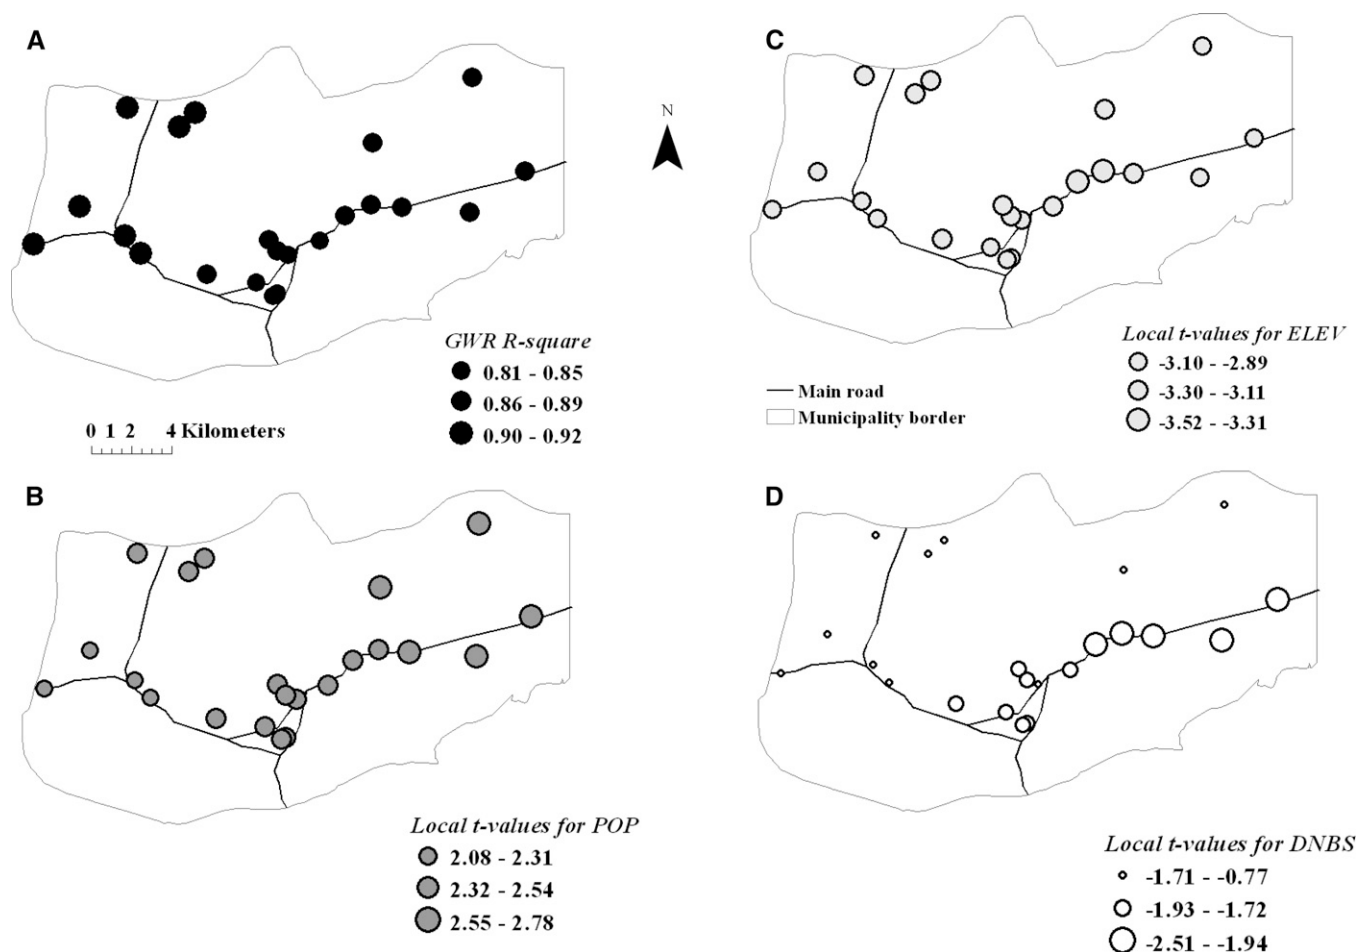 A
GWR R-square
0.81 - 0.85
0.86 - 0.89
0.90 - 0.92
0 1 2 4 Kilometers
N
C
Local t-values for ELEV
-3.10 - -2.89
-3.30 - -3.11
-3.52 - -3.31
Main road
Municipality border
B
Local t-values for POP
2.08 - 2.31
2.32 - 2.54
2.55 - 2.78
D
Local t-values for DNBS
-1.71 - -0.77
-1.93 - -1.72
-2.51 - -1.94